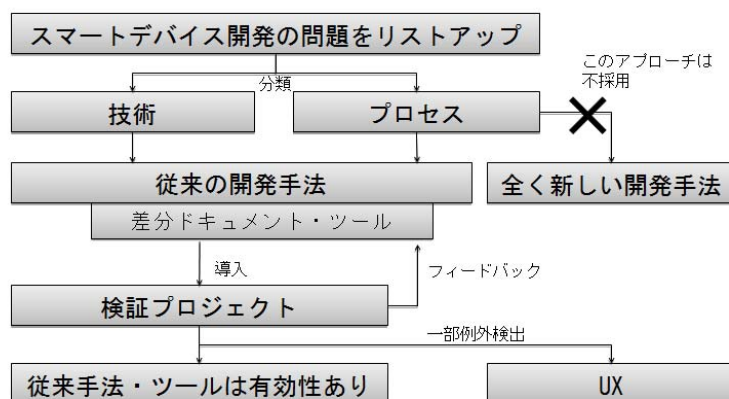 スマートデバイス開発の問題をリストアップ
分類
このアプローチは
不採用
技術
プロセス
従来の開発手法
全く新しい開発手法
差分ドキュメント・ツール
導入
フィードバック
検証プロジェクト
一部例外検出
従来手法・ツールは有効性あり
UX